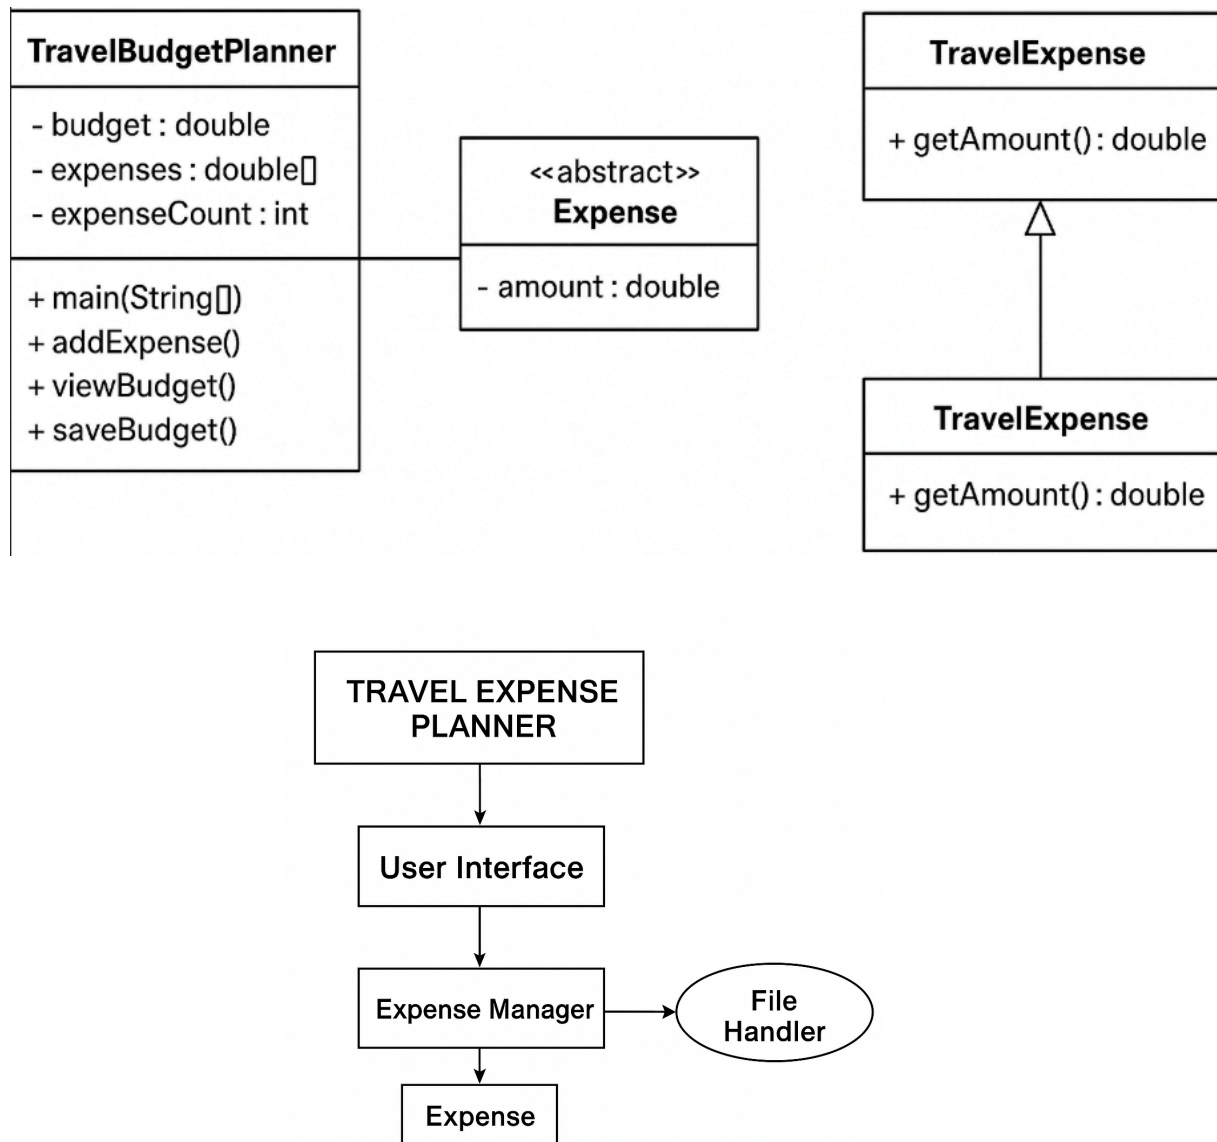 TravelBudgetPlanner
- budget : double
- expenses : double[]
- expenseCount : int
+ main(String[])
+ addExpense()
+ viewBudget()
+ saveBudget()
<<abstract>>
Expense
- amount : double
TravelExpense
+ getAmount() : double
TravelExpense
+ getAmount() : double
TRAVEL EXPENSE
PLANNER
User Interface
Expense Manager
File
Handler
Expense